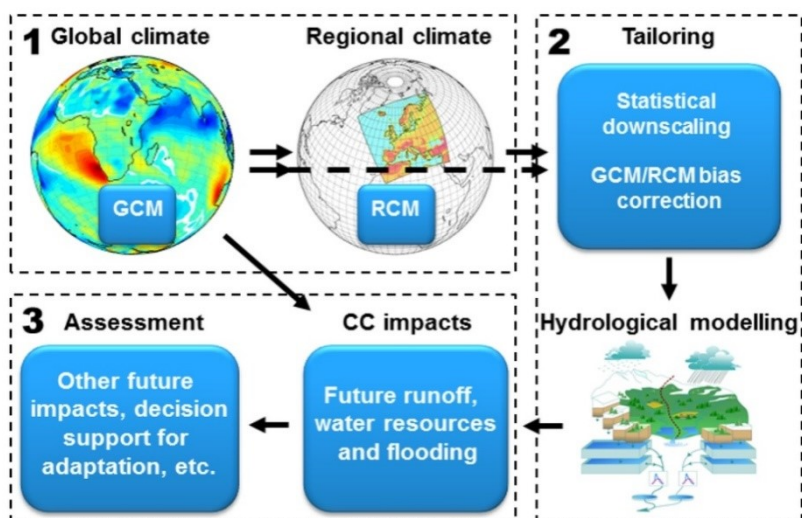 1 Global climate
Regional climate
GCM
RCM
2 Tailoring
Statistical
downscaling
GCM/RCM bias
correction
Hydrological modelling
3 Assessment
Other future
impacts, decision
support for
adaptation, etc.
CC impacts
Future runoff,
water resources
and flooding